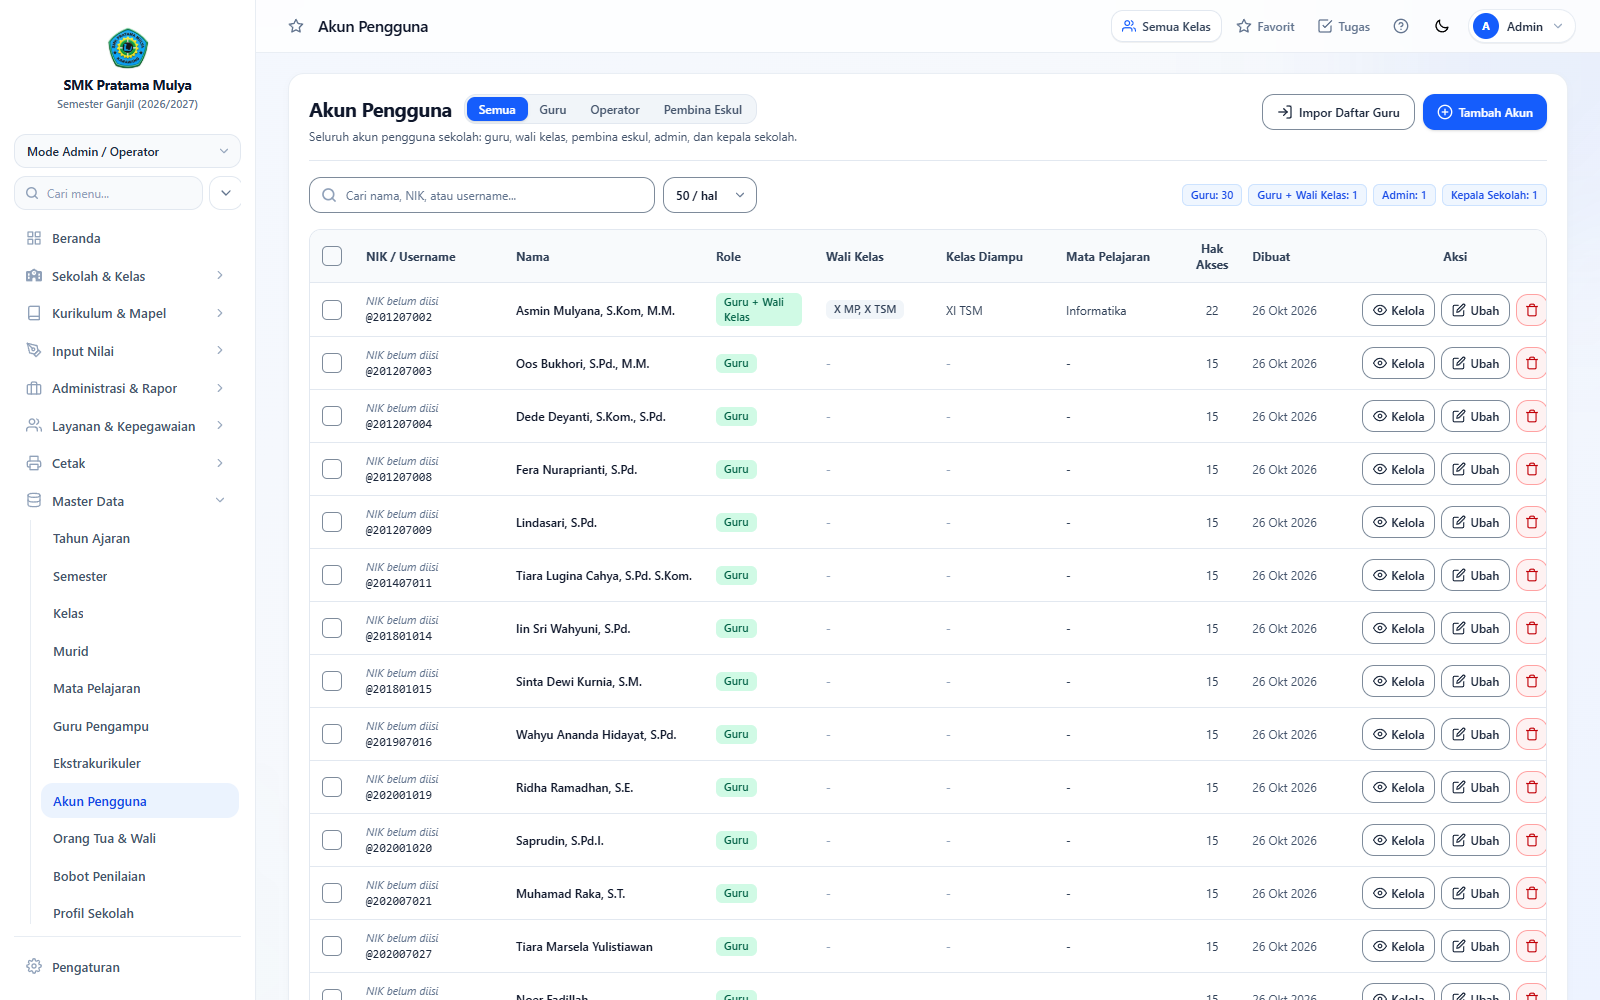 SMK Pratama Mulya
Semester Ganjil (2026/2027)
Mode Admin / Operator
Cari menu...
Beranda
Sekolah & Kelas
Kurikulum & Mapel
Input Nilai
Administrasi & Rapor
Layanan & Kepegawaian
Cetak
Master Data
Tahun Ajaran
Semester
Kelas
Murid
Mata Pelajaran
Guru Pengampu
Ekstrakurikuler
Akun Pengguna
Orang Tua & Wali
Bobot Penilaian
Profil Sekolah
Pengaturan
Akun Pengguna
Semua Kelas Favorit Tugas A Admin
Akun Pengguna Semua Guru Operator Pembina Eskul
Seluruh akun pengguna sekolah: guru, wali kelas, pembina eskul, admin, dan kepala sekolah.
Impor Daftar Guru Tambah Akun
Cari nama, NIK, atau username... 50 / hal
Guru: 30 Guru + Wali Kelas: 1 Admin: 1 Kepala Sekolah: 1
NIK / Username Nama Role Wali Kelas Kelas Diampu Mata Pelajaran Hak Akses Dibuat Aksi
NIK belum diisi
@201207002 Asmin Mulyana, S.Kom, M.M. Guru + Wali Kelas X MP, X TSM XI TSM Informatika 22 26 Okt 2026 Kelola Ubah
NIK belum diisi
@201207003 Oos Bukhori, S.Pd., M.M. Guru - - - 15 26 Okt 2026 Kelola Ubah
NIK belum diisi
@201207004 Dede Deyanti, S.Kom., S.Pd. Guru - - - 15 26 Okt 2026 Kelola Ubah
NIK belum diisi
@201207008 Fera Nuraprianti, S.Pd. Guru - - - 15 26 Okt 2026 Kelola Ubah
NIK belum diisi
@201207009 Lindasari, S.Pd. Guru - - - 15 26 Okt 2026 Kelola Ubah
NIK belum diisi
@201407011 Tiara Lugina Cahya, S.Pd. S.Kom. Guru - - - 15 26 Okt 2026 Kelola Ubah
NIK belum diisi
@201801014 Iin Sri Wahyuni, S.Pd. Guru - - - 15 26 Okt 2026 Kelola Ubah
NIK belum diisi
@201801015 Sinta Dewi Kurnia, S.M. Guru - - - 15 26 Okt 2026 Kelola Ubah
NIK belum diisi
@201907016 Wahyu Ananda Hidayat, S.Pd. Guru - - - 15 26 Okt 2026 Kelola Ubah
NIK belum diisi
@202001019 Ridha Ramadhan, S.E. Guru - - - 15 26 Okt 2026 Kelola Ubah
NIK belum diisi
@202001020 Saprudin, S.Pd.I. Guru - - - 15 26 Okt 2026 Kelola Ubah
NIK belum diisi
@202007021 Muhamad Raka, S.T. Guru - - - 15 26 Okt 2026 Kelola Ubah
NIK belum diisi
@202007027 Tiara Marsela Yulistiawan Guru - - - 15 26 Okt 2026 Kelola Ubah
NIK belum diisi
Noer Fadillah Guru 15 26 Okt 2026 Kelola Ubah